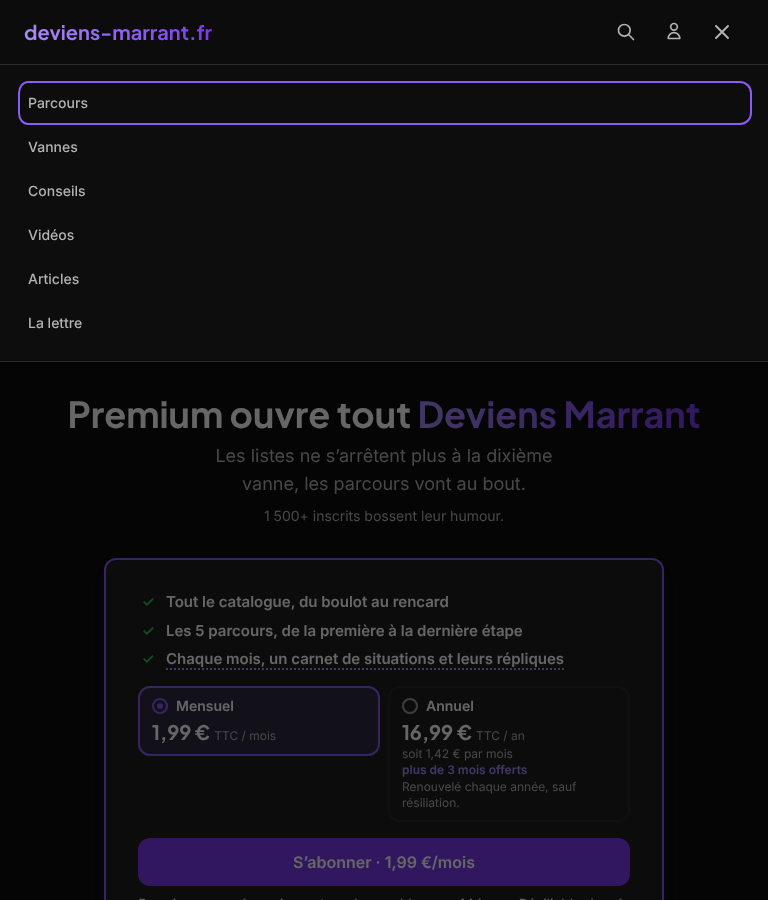 deviens-marrant.fr
Parcours
Vannes
Conseils
Vidéos
Articles
La lettre
Premium ouvre tout Deviens Marrant
Les listes ne s’arrêtent plus à la dixième
vanne, les parcours vont au bout.
1 500+ inscrits bossent leur humour.
Tout le catalogue, du boulot au rencard
Les 5 parcours, de la première à la dernière étape
Chaque mois, un carnet de situations et leurs répliques
Mensuel
1,99 € TTC / mois
Annuel
16,99 € TTC / an
soit 1,42 € par mois
plus de 3 mois offerts
Renouvelé chaque année, sauf
résiliation.
S’abonner · 1,99 €/mois